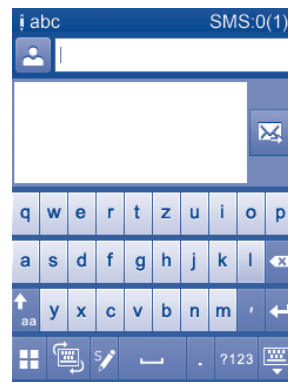 abc SMS:0(1)
q w e r t z u i o p
a s d f g h j k l
aa y x c v b n m '
S . ?123